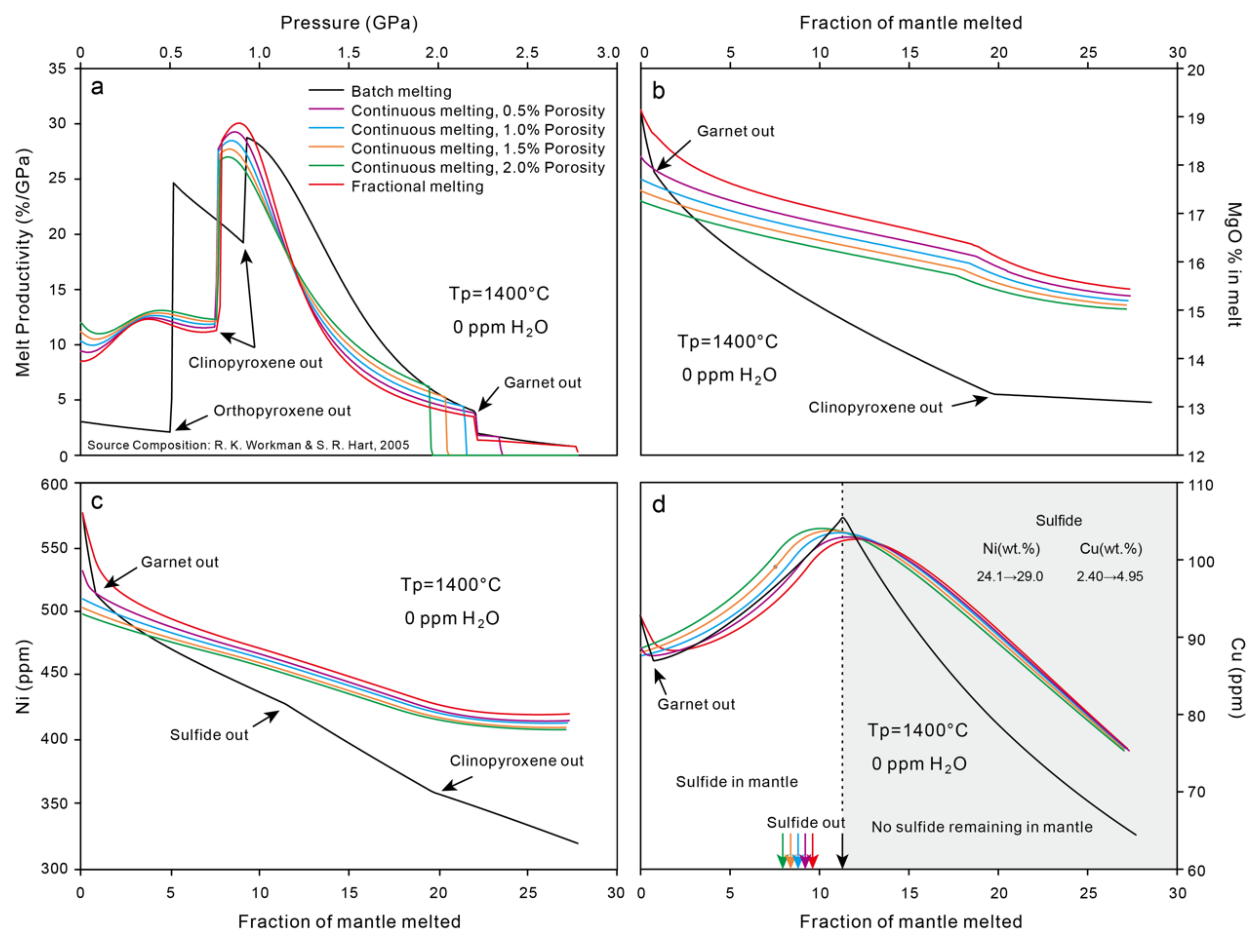 Pressure (GPa)
0 0.5 1.0 1.5 2.0 2.5 3.0
Melt Productivity (%/GPa)
35
30
25
20
15
10
5
0
a
Batch melting
Continuous melting, 0.5% Porosity
Continuous melting, 1.0% Porosity
Continuous melting, 1.5% Porosity
Continuous melting, 2.0% Porosity
Fractional melting
Tp=1400°C
0 ppm H₂O
Clinopyroxene out
Garnet out
Orthopyroxene out
Source Composition: R. K. Workman & S. R. Hart, 2005
Fraction of mantle melted
0 5 10 15 20 25 30
b
Garnet out
Tp=1400°C
0 ppm H₂O
Clinopyroxene out
20
19
18
17
16
15
14
13
12
MgO % in melt
Ni (ppm)
600
550
500
450
400
350
300
c
Garnet out
Tp=1400°C
0 ppm H₂O
Sulfide out
Clinopyroxene out
0 5 10 15 20 25 30
Fraction of mantle melted
d
Sulfide
Ni(wt.%) Cu(wt.%)
24.1→29.0 2.40→4.95
Garnet out
Tp=1400°C
0 ppm H₂O
Sulfide in mantle
Sulfide out
No sulfide remaining in mantle
110
100
90
80
70
60
Cu (ppm)
0 5 10 15 20 25 30
Fraction of mantle melted